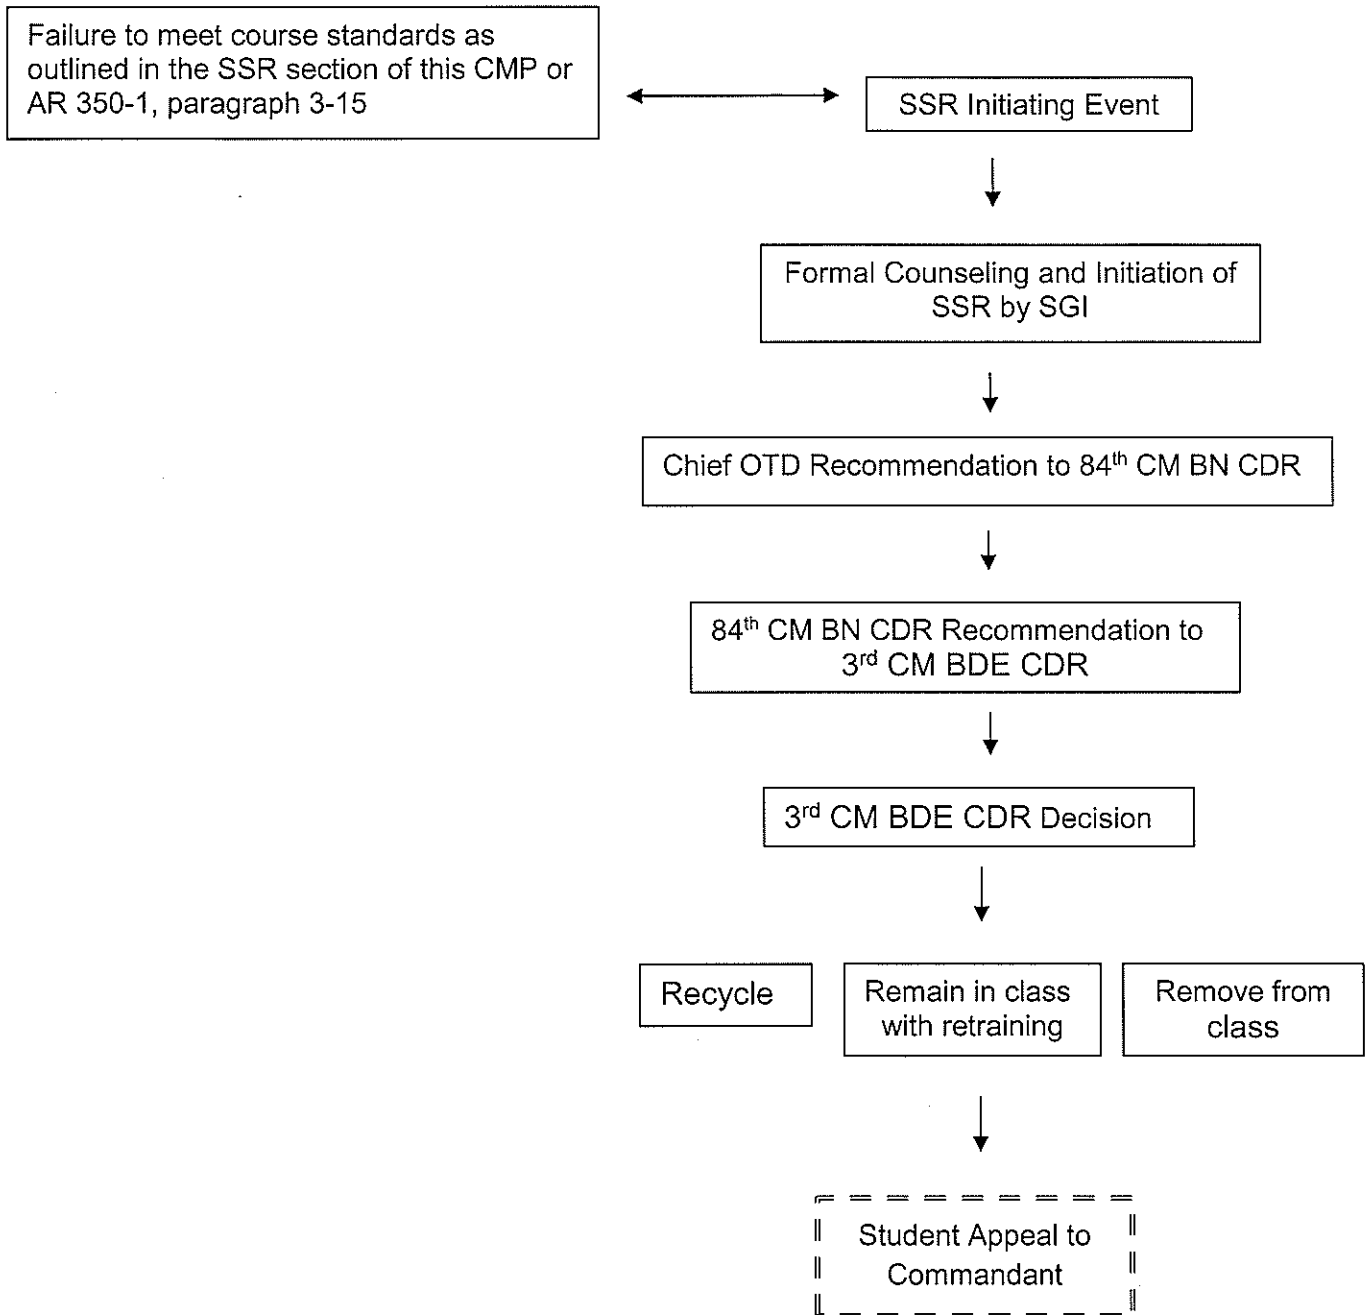 Failure to meet course standards as
outlined in the SSR section of this CMP or
AR 350-1, paragraph 3-15
SSR Initiating Event
Formal Counseling and Initiation of
SSR by SGI
Chief OTD Recommendation to 84th CM BN CDR
84th CM BN CDR Recommendation to
3rd CM BDE CDR
3rd CM BDE CDR Decision
Recycle
Remain in class
with retraining
Remove from
class
Student Appeal to
Commandant